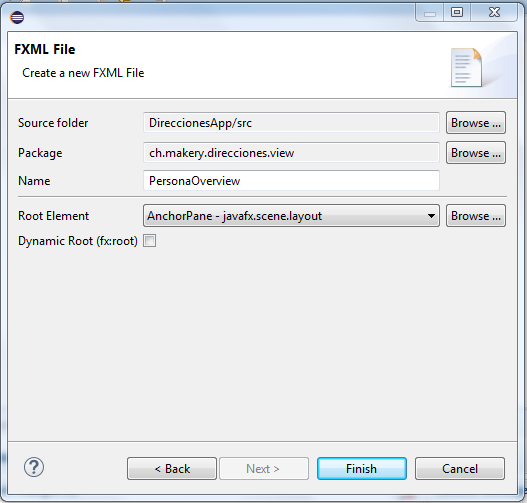 FXML File
Create a new FXML File
Source folder DireccionesApp/src Browse ...
Package ch.makery.direcciones.view Browse ...
Name PersonaOverview
Root Element AnchorPane - javafx.scene.layout Browse ...
Dynamic Root (fx:root)
? < Back Next > Finish Cancel